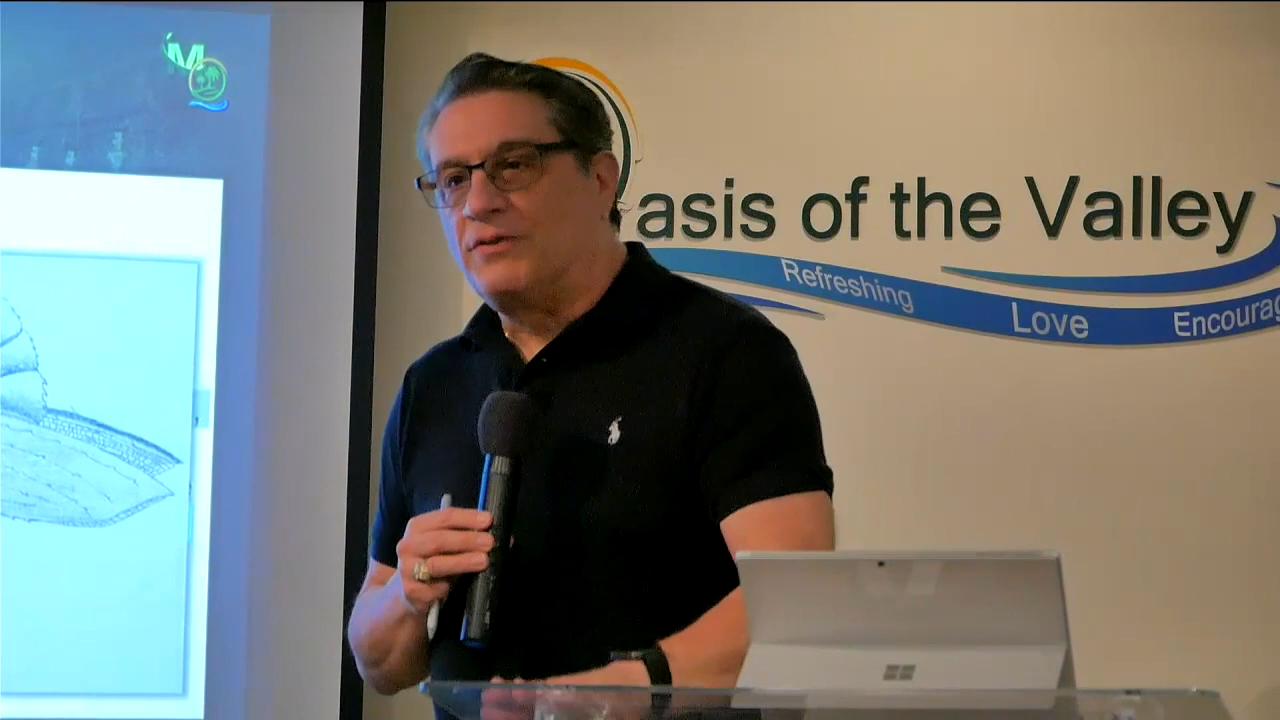 M
asis of the Valley
Refreshing
Love
Encourag